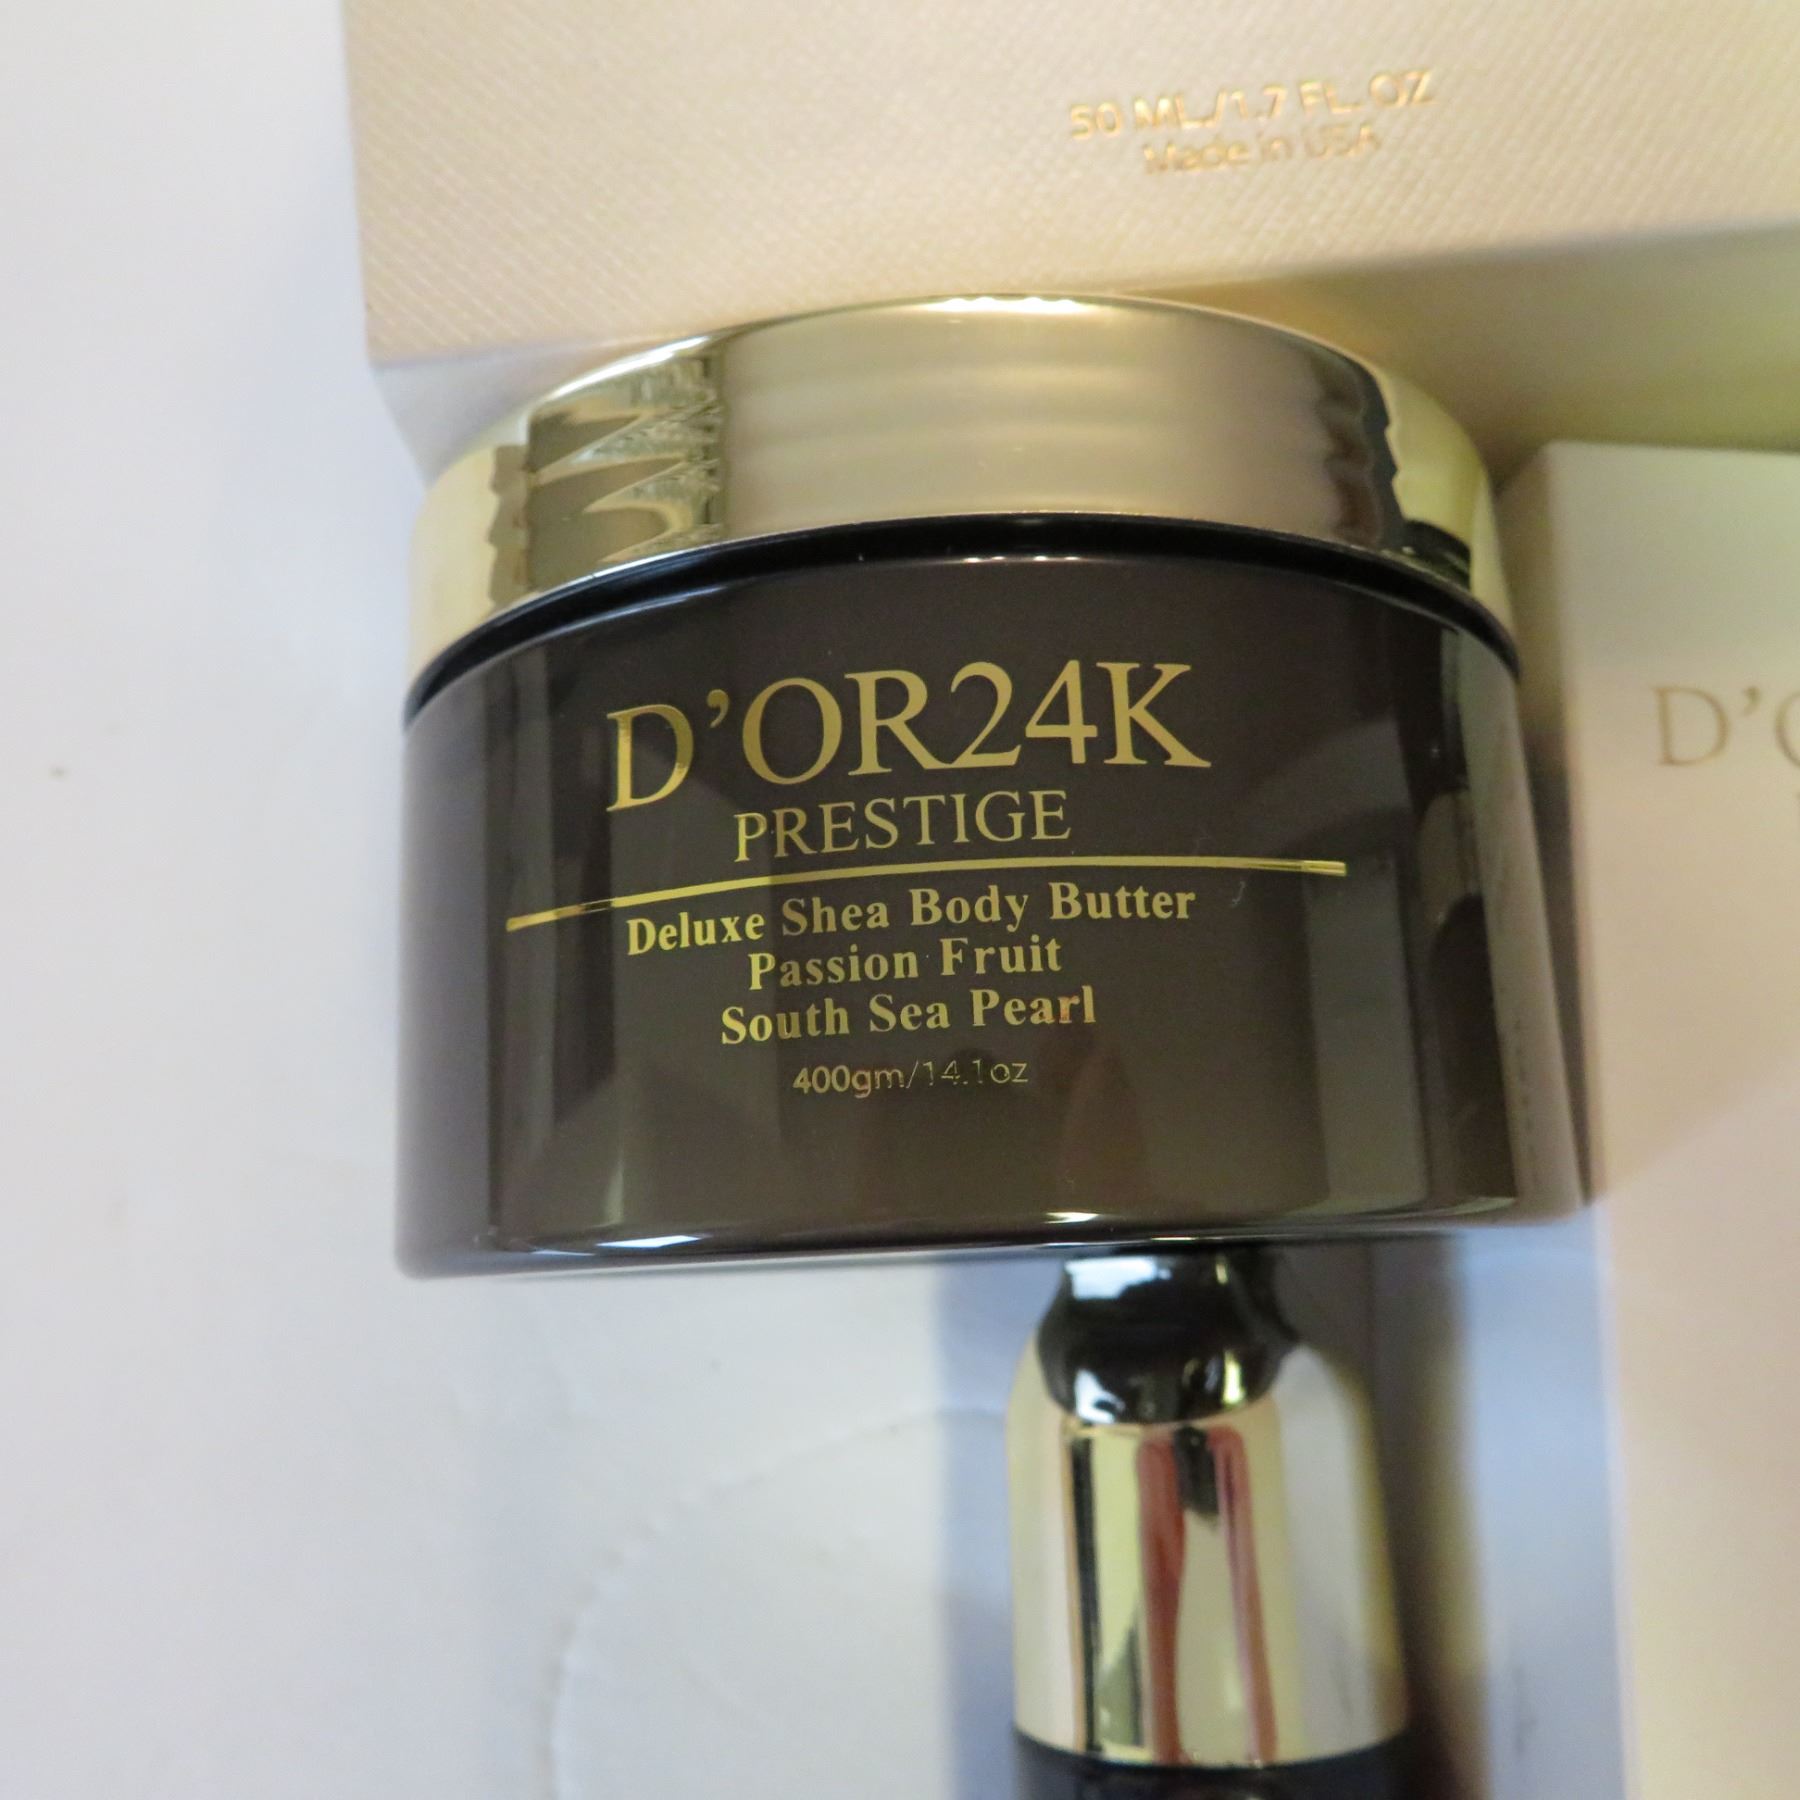 50 ML./1.7 FL. OZ
Made in USA
D'OR24K
PRESTIGE
Deluxe Shea Body Butter
Passion Fruit
South Sea Pearl
400gm/14.1oz